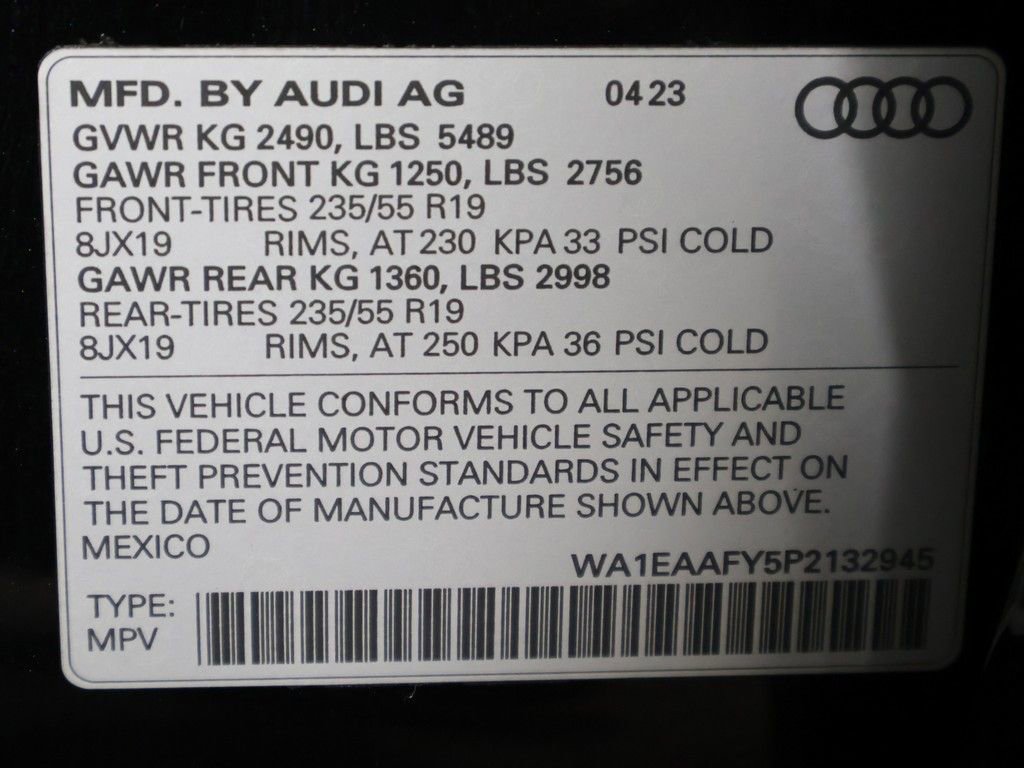 MFD. BY AUDI AG 04 23
GVWR KG 2490, LBS 5489
GAWR FRONT KG 1250, LBS 2756
FRONT-TIRES 235/55 R19
8JX19 RIMS, AT 230 KPA 33 PSI COLD
GAWR REAR KG 1360, LBS 2998
REAR-TIRES 235/55 R19
8JX19 RIMS, AT 250 KPA 36 PSI COLD
THIS VEHICLE CONFORMS TO ALL APPLICABLE
U.S. FEDERAL MOTOR VEHICLE SAFETY AND
THEFT PREVENTION STANDARDS IN EFFECT ON
THE DATE OF MANUFACTURE SHOWN ABOVE.
MEXICO
WA1EAAFY5P2132945
TYPE:
MPV